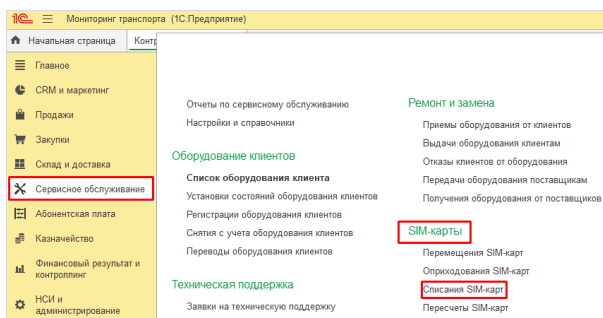 1С Мониторинг транспорта (1С:Предприятие)
Начальная страница Контр
Главное
CRM и маркетинг
Продажи
Закупки
Склад и доставка
Сервисное обслуживание
Абонентская плата
Казначейство
Финансовый результат и
контроллинг
НСИ и
администрирование
Отчеты по сервисному обслуживанию
Настройки и справочники
Оборудование клиентов
Список оборудования клиента
Установки состояний оборудования клиентов
Регистрации оборудования клиентов
Снятия с учета оборудования клиентов
Переводы оборудования клиентов
Техническая поддержка
Заявки на техническую поддержку
Ремонт и замена
Приемы оборудования от клиентов
Выдачи оборудования клиентам
Отказы клиентов от оборудования
Передачи оборудования поставщикам
Получения оборудования от поставщиков
SIM-карты
Перемещения SIM-карт
Оприходования SIM-карт
Списания SIM-карт
Пересчеты SIM-карт